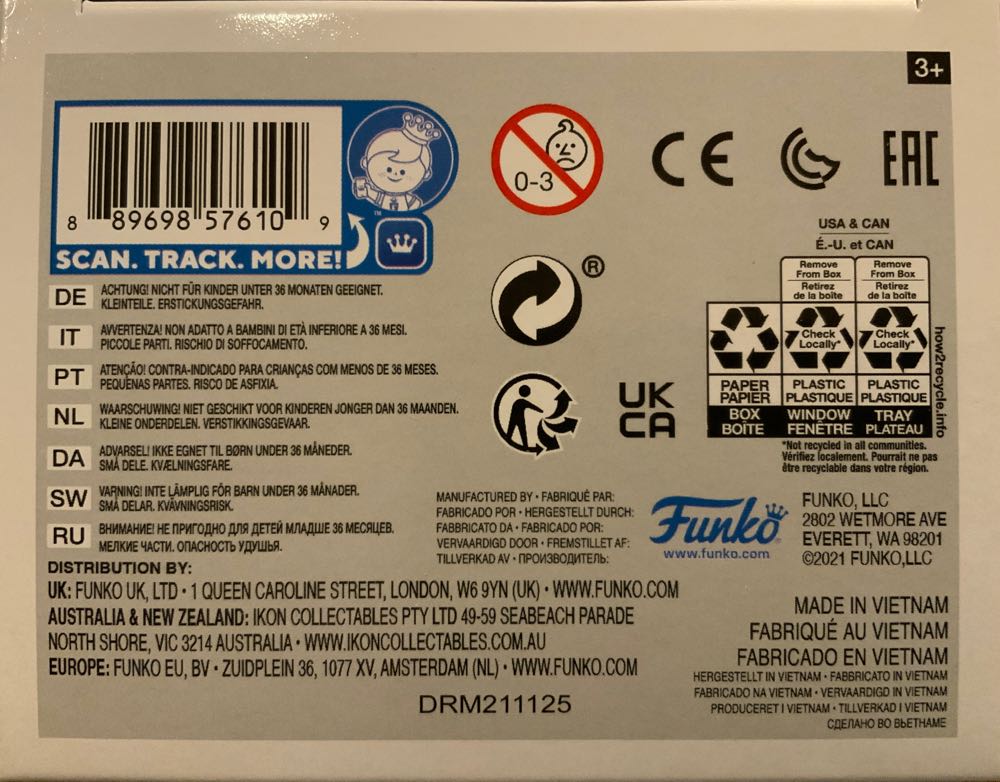 3+
8 89698 57610 9
™
SCAN. TRACK. MORE!
0-3
CE
EAC
®
UK
CA
USA & CAN
É.-U. et CAN
Remove
From Box
Retirez
de la boîte
Remove
From Box
Retirez
de la boîte
Check
Locally*
Check
Locally*
PAPER
PAPIER
PLASTIC
PLASTIQUE
PLASTIC
PLASTIQUE
BOX
BOÎTE
WINDOW
FENÊTRE
TRAY
PLATEAU
how2recycle.info
*Not recycled in all communities.
Vérifiez localement. Pourrait ne pas
être recyclable dans votre région.
DE ACHTUNG! NICHT FÜR KINDER UNTER 36 MONATEN GEEIGNET.
KLEINTEILE. ERSTICKUNGSGEFAHR.
IT AVVERTENZA! NON ADATTO A BAMBINI DI ETÀ INFERIORE A 36 MESI.
PICCOLE PARTI. RISCHIO DI SOFFOCAMENTO.
PT ATENÇÃO! CONTRA-INDICADO PARA CRIANÇAS COM MENOS DE 36 MESES.
PEQUENAS PARTES. RISCO DE ASFIXIA.
NL WAARSCHUWING! NIET GESCHIKT VOOR KINDEREN JONGER DAN 36 MAANDEN.
KLEINE ONDERDELEN. VERSTIKKINGSGEVAAR.
DA ADVARSEL! IKKE EGNET TIL BØRN UNDER 36 MÅNEDER.
SMÅ DELE. KVÆLNINGSFARE.
SW VARNING! INTE LÄMPLIG FÖR BARN UNDER 36 MÅNADER.
SMÅ DELAR. KVÄVNINGSRISK.
RU ВНИМАНИЕ! НЕ ПРИГОДНО ДЛЯ ДЕТЕЙ МЛАДШЕ 36 МЕСЯЦЕВ.
МЕЛКИЕ ЧАСТИ. ОПАСНОСТЬ УДУШЬЯ.
MANUFACTURED BY • FABRIQUÉ PAR:
FABRICADO POR • HERGESTELLT DURCH:
FABBRICATO DA • FABRICADO POR:
VERVAARDIGD DOOR • FREMSTILLET AF:
TILLVERKAD AV • ПРОИЗВОДИТЕЛЬ:
Funko
www.funko.com
FUNKO, LLC
2802 WETMORE AVE
EVERETT, WA 98201
©2021 FUNKO,LLC
DISTRIBUTION BY:
UK: FUNKO UK, LTD • 1 QUEEN CAROLINE STREET, LONDON, W6 9YN (UK) • WWW.FUNKO.COM
AUSTRALIA & NEW ZEALAND: IKON COLLECTABLES PTY LTD 49-59 SEABEACH PARADE
NORTH SHORE, VIC 3214 AUSTRALIA • WWW.IKONCOLLECTABLES.COM.AU
EUROPE: FUNKO EU, BV • ZUIDPLEIN 36, 1077 XV, AMSTERDAM (NL) • WWW.FUNKO.COM
DRM211125
MADE IN VIETNAM
FABRIQUÉ AU VIETNAM
FABRICADO EN VIETNAM
HERGESTELLT IN VIETNAM • FABBRICATO IN VIETNAM
FABRICADO NA VIETNAM • VERVAARDIGD IN VIETNAM
PRODUCERET I VIETNAM • TILLVERKAD I VIETNAM
СДЕЛАНО ВО ВЬЕТНАМЕ